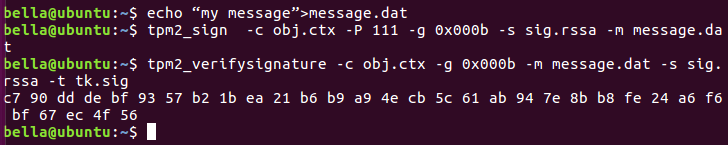 bella@ubuntu:~$ echo “my message”>message.dat
bella@ubuntu:~$ tpm2_sign  -c obj.ctx -P 111 -g 0x000b -s sig.rssa -m message.da
t
bella@ubuntu:~$ tpm2_verifysignature -c obj.ctx -g 0x000b -m message.dat -s sig.
rssa -t tk.sig
c7 90 dd de bf 93 57 b2 1b ea 21 b6 b9 a9 4e cb 5c 61 ab 94 7e 8b b8 fe 24 a6 f6
 bf 67 ec 4f 56
bella@ubuntu:~$